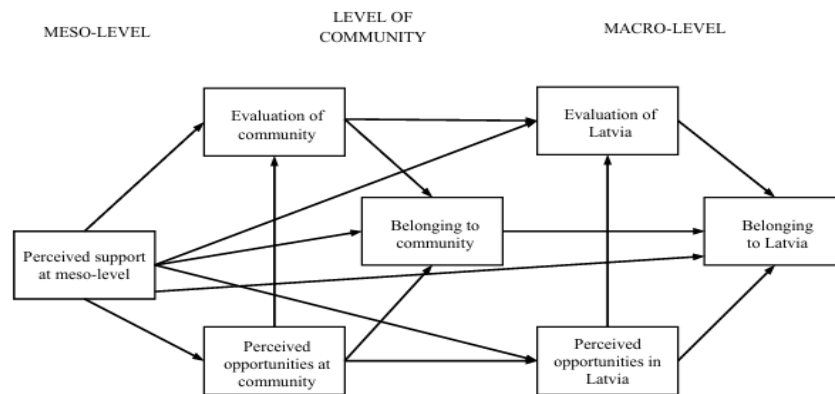 MESO-LEVEL
LEVEL OF
COMMUNITY
MACRO-LEVEL
Evaluation of
community
Evaluation of
Latvia
Perceived support
at meso-level
Belonging to
community
Belonging
to Latvia
Perceived
opportunities at
community
Perceived
opportunities in
Latvia